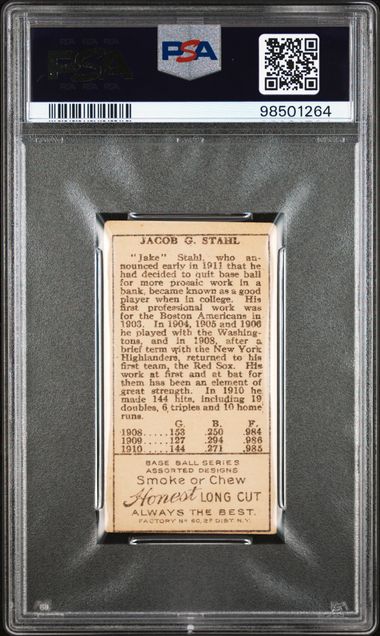 PSA
PSA
98501264
JACOB G. STAHL
"Jake" Stahl, who an-
nounced early in 1911 that he
had decided to quit base ball
for more prosaic work in a
bank, became known as a good
player when in college. His
first professional work was
for the Boston Americans in
1903. In 1904, 1905 and 1906
he played with the Washing-
tons, and in 1908, after a
brief term with the New York
Highlanders, returned to his
first team, the Red Sox. His
work at first and at bat for
them has been an element of
great strength. In 1910 he
made 144 hits, including 19
doubles, 6 triples and 10 home
runs.
G. B. F.
1908.....153 .250 .984
1909.....127 .294 .986
1910.....144 .271 .985
BASE BALL SERIES
ASSORTED DESIGNS
Smoke or Chew
Honest LONG CUT
ALWAYS THE BEST.
FACTORY No 60, 2D DIST. N.Y.